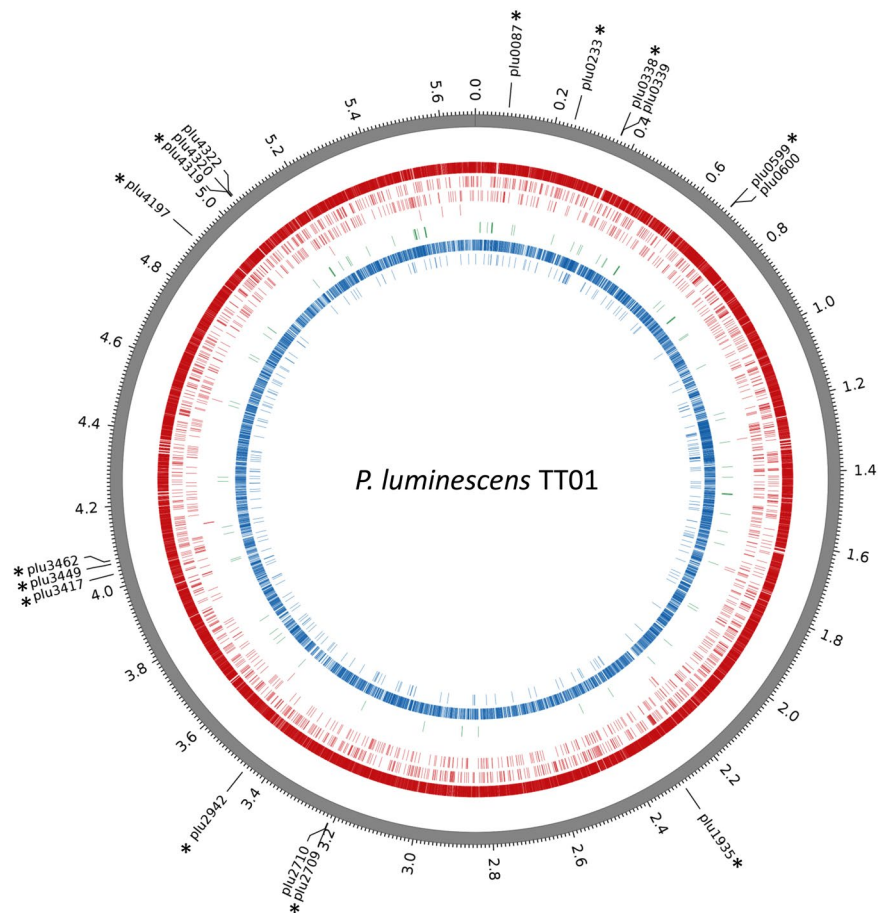 plu0087 *
plu0233 *
plu0338 *
plu0339
plu0599 *
plu0600
0.0
0.2
0.4
0.6
0.8
1.0
1.2
1.4
1.6
1.8
2.0
2.2
plu1935 *
2.4
2.6
2.8
3.0
3.2
plu2710
* plu2709
3.4
* plu2942
3.6
3.8
4.0
* plu3462
* plu3449
* plu3417
4.2
4.4
4.6
4.8
* plu4197
5.0
plu4322
plu4320
* plu4319
5.2
5.4
5.6
P. luminescens TT01